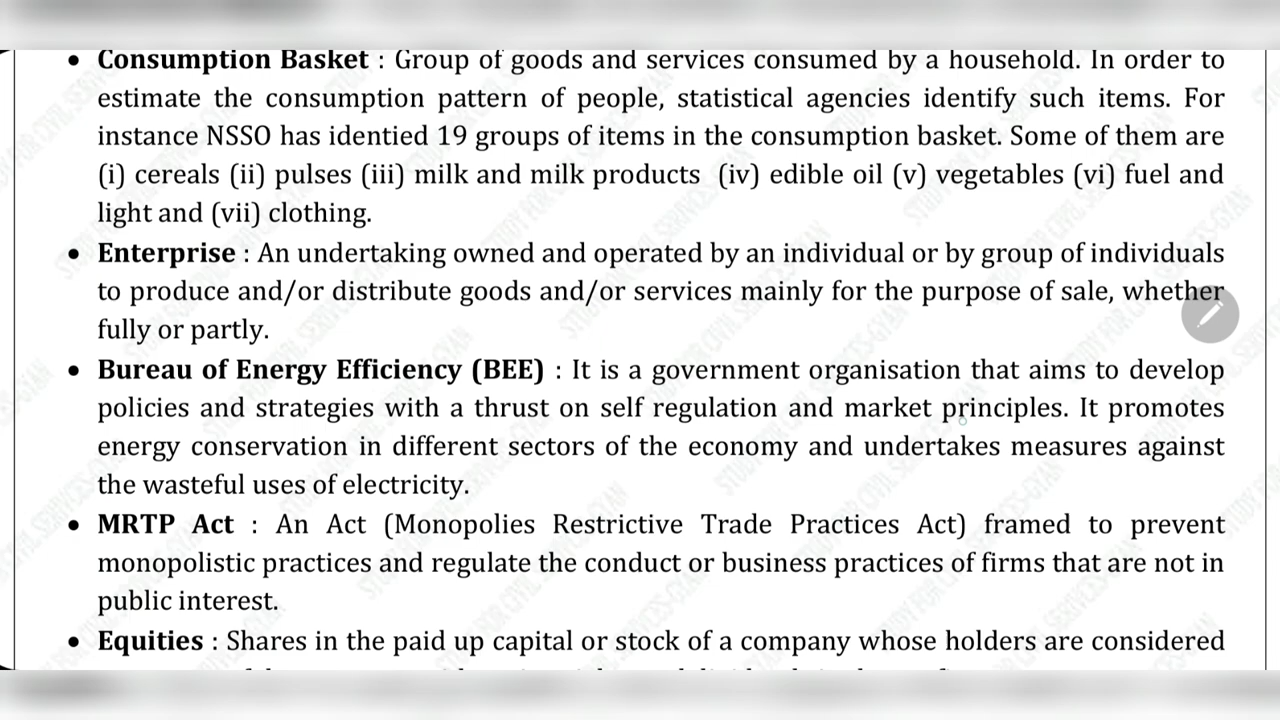 • Consumption Basket : Group of goods and services consumed by a household. In order to
estimate the consumption pattern of people, statistical agencies identify such items. For
instance NSSO has identied 19 groups of items in the consumption basket. Some of them are
(i) cereals (ii) pulses (iii) milk and milk products (iv) edible oil (v) vegetables (vi) fuel and
light and (vii) clothing.
• Enterprise : An undertaking owned and operated by an individual or by group of individuals
to produce and/or distribute goods and/or services mainly for the purpose of sale, whether
fully or partly.
• Bureau of Energy Efficiency (BEE) : It is a government organisation that aims to develop
policies and strategies with a thrust on self regulation and market principles. It promotes
energy conservation in different sectors of the economy and undertakes measures against
the wasteful uses of electricity.
• MRTP Act : An Act (Monopolies Restrictive Trade Practices Act) framed to prevent
monopolistic practices and regulate the conduct or business practices of firms that are not in
public interest.
• Equities : Shares in the paid up capital or stock of a company whose holders are considered